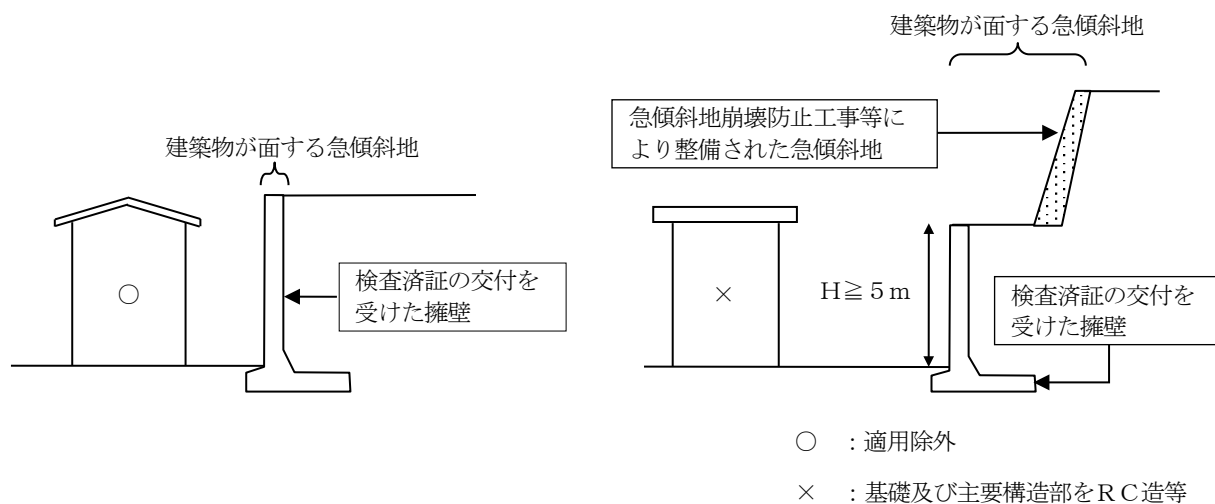 建築物が面する急傾斜地
検査済証の交付を
受けた擁壁
○
建築物が面する急傾斜地
急傾斜地崩壊防止工事等に
より整備された急傾斜地
×
H≧5m
検査済証の交付を
受けた擁壁
○ :適用除外
× :基礎及び主要構造部をRC造等